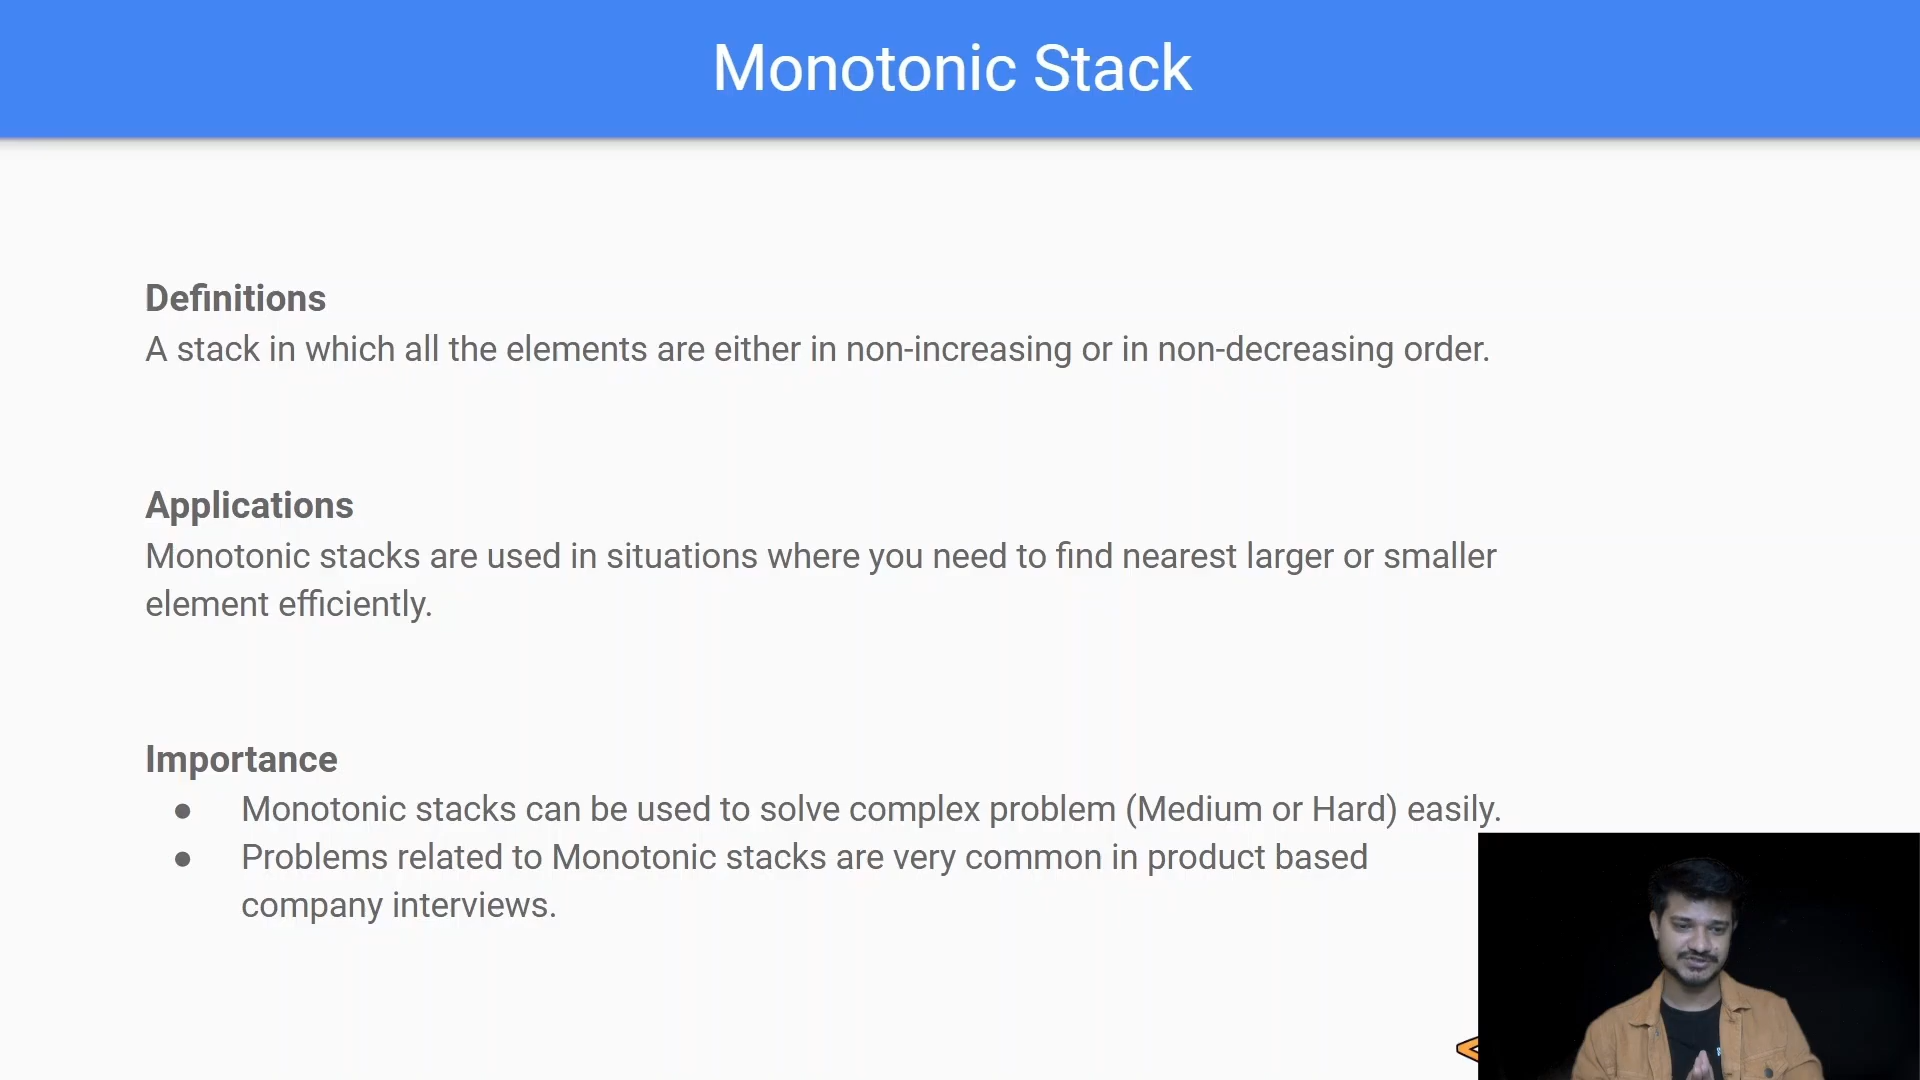 Monotonic Stack
Definitions
A stack in which all the elements are either in non-increasing or in non-decreasing order.
Applications
Monotonic stacks are used in situations where you need to find nearest larger or smaller
element efficiently.
Importance
● Monotonic stacks can be used to solve complex problem (Medium or Hard) easily.
● Problems related to Monotonic stacks are very common in product based
company interviews.